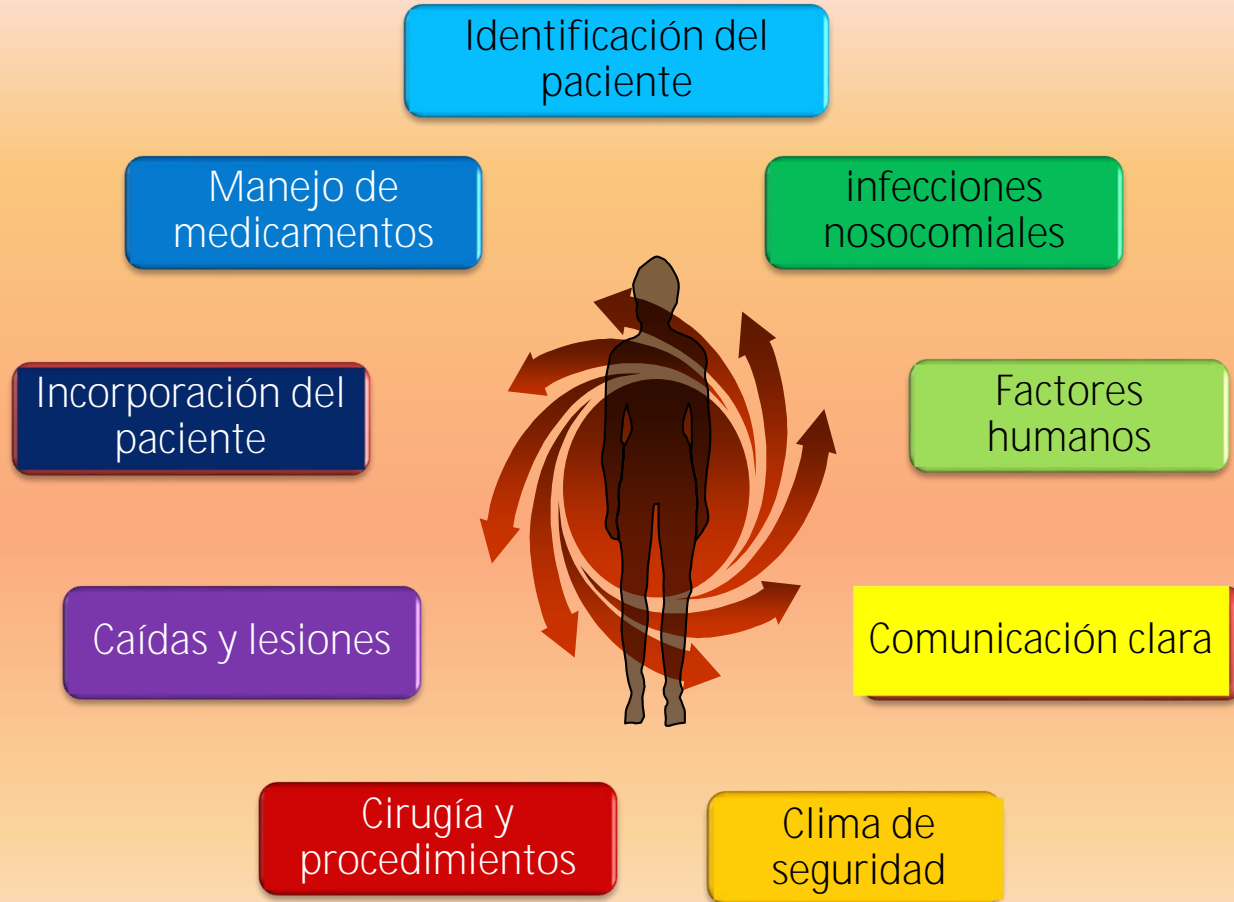 Identificación del
paciente
Manejo de
medicamentos
infecciones
nosocomiales
Incorporación del
paciente
Factores
humanos
Caídas y lesiones
Comunicación clara
Cirugía y
procedimientos
Clima de
seguridad